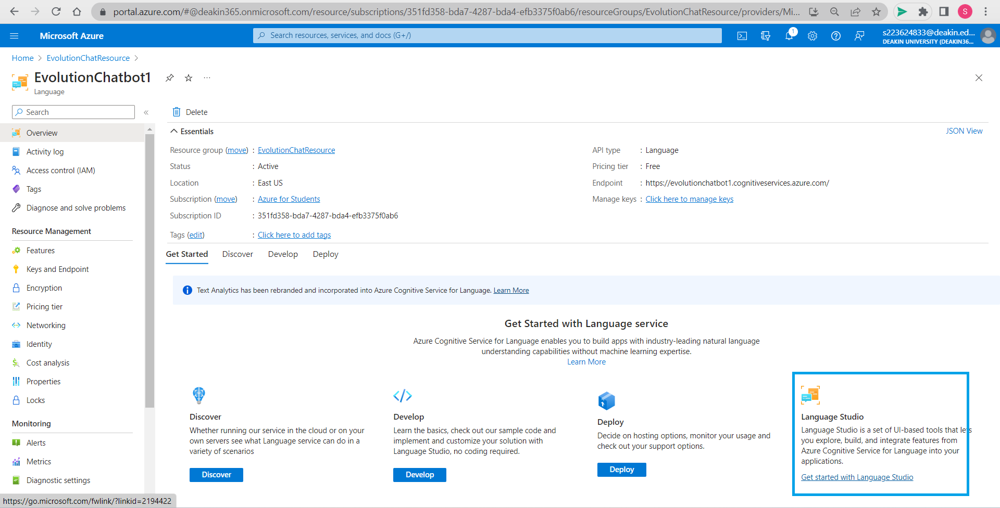 portal.azure.com/#@deakin365.onmicrosoft.com/resource/subscriptions/351fd358-bda7-4287-bda4-efb3375f0ab6/resourceGroups/EvolutionChatResource/providers/Mi...
S
Microsoft Azure
Search resources, services, and docs (G+/)
1
s223624833@deakin.ed...
DEAKIN UNIVERSITY (DEAKIN36...
Home > EvolutionChatResource >
EvolutionChatbot1
Language
Search
«
Overview
Activity log
Access control (IAM)
Tags
Diagnose and solve problems
Resource Management
Features
Keys and Endpoint
Encryption
Pricing tier
Networking
Identity
Cost analysis
Properties
Locks
Monitoring
Alerts
Metrics
Diagnostic settings
https://go.microsoft.com/fwlink/?linkid=2194422
Delete
Essentials
JSON View
Resource group (move) : EvolutionChatResource
Status : Active
Location : East US
Subscription (move) : Azure for Students
Subscription ID : 351fd358-bda7-4287-bda4-efb3375f0ab6
Tags (edit) : Click here to add tags
API type : Language
Pricing tier : Free
Endpoint : https://evolutionchatbot1.cognitiveservices.azure.com/
Manage keys : Click here to manage keys
Get Started Discover Develop Deploy
Text Analytics has been rebranded and incorporated into Azure Cognitive Service for Language. Learn More
Get Started with Language service
Azure Cognitive Service for Language enables you to build apps with industry-leading natural language
understanding capabilities without machine learning expertise.
Learn More
Discover
Whether running our service in the cloud or on your
own servers see what Language service can do in a
variety of scenarios
Discover
Develop
Learn the basics, check out our sample code and
implement and customize your solution with
Language Studio, no coding required.
Develop
Deploy
Decide on hosting options, monitor your usage and
check out your support options.
Deploy
Language Studio
Language Studio is a set of UI-based tools that lets
you explore, build, and integrate features from
Azure Cognitive Service for Language into your
applications.
Get started with Language Studio